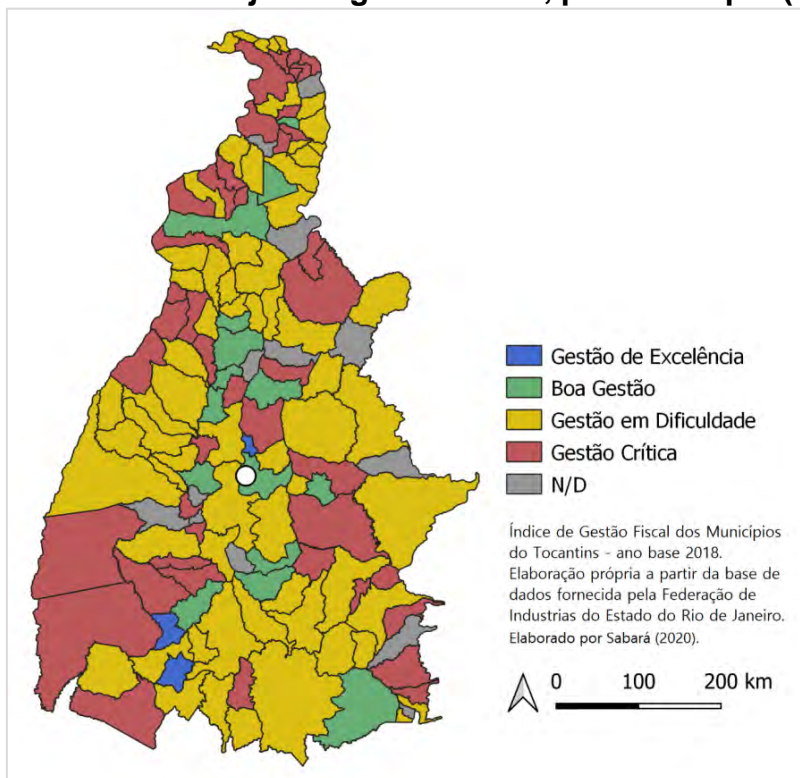 Gestão de Excelência
Boa Gestão
Gestão em Dificuldade
Gestão Crítica
N/D
Índice de Gestão Fiscal dos Municípios
do Tocantins - ano base 2018.
Elaboração própria a partir da base de
dados fornecida pela Federação de
Industrias do Estado do Rio de Janeiro.
Elaborado por Sabará (2020).
0 100 200 km